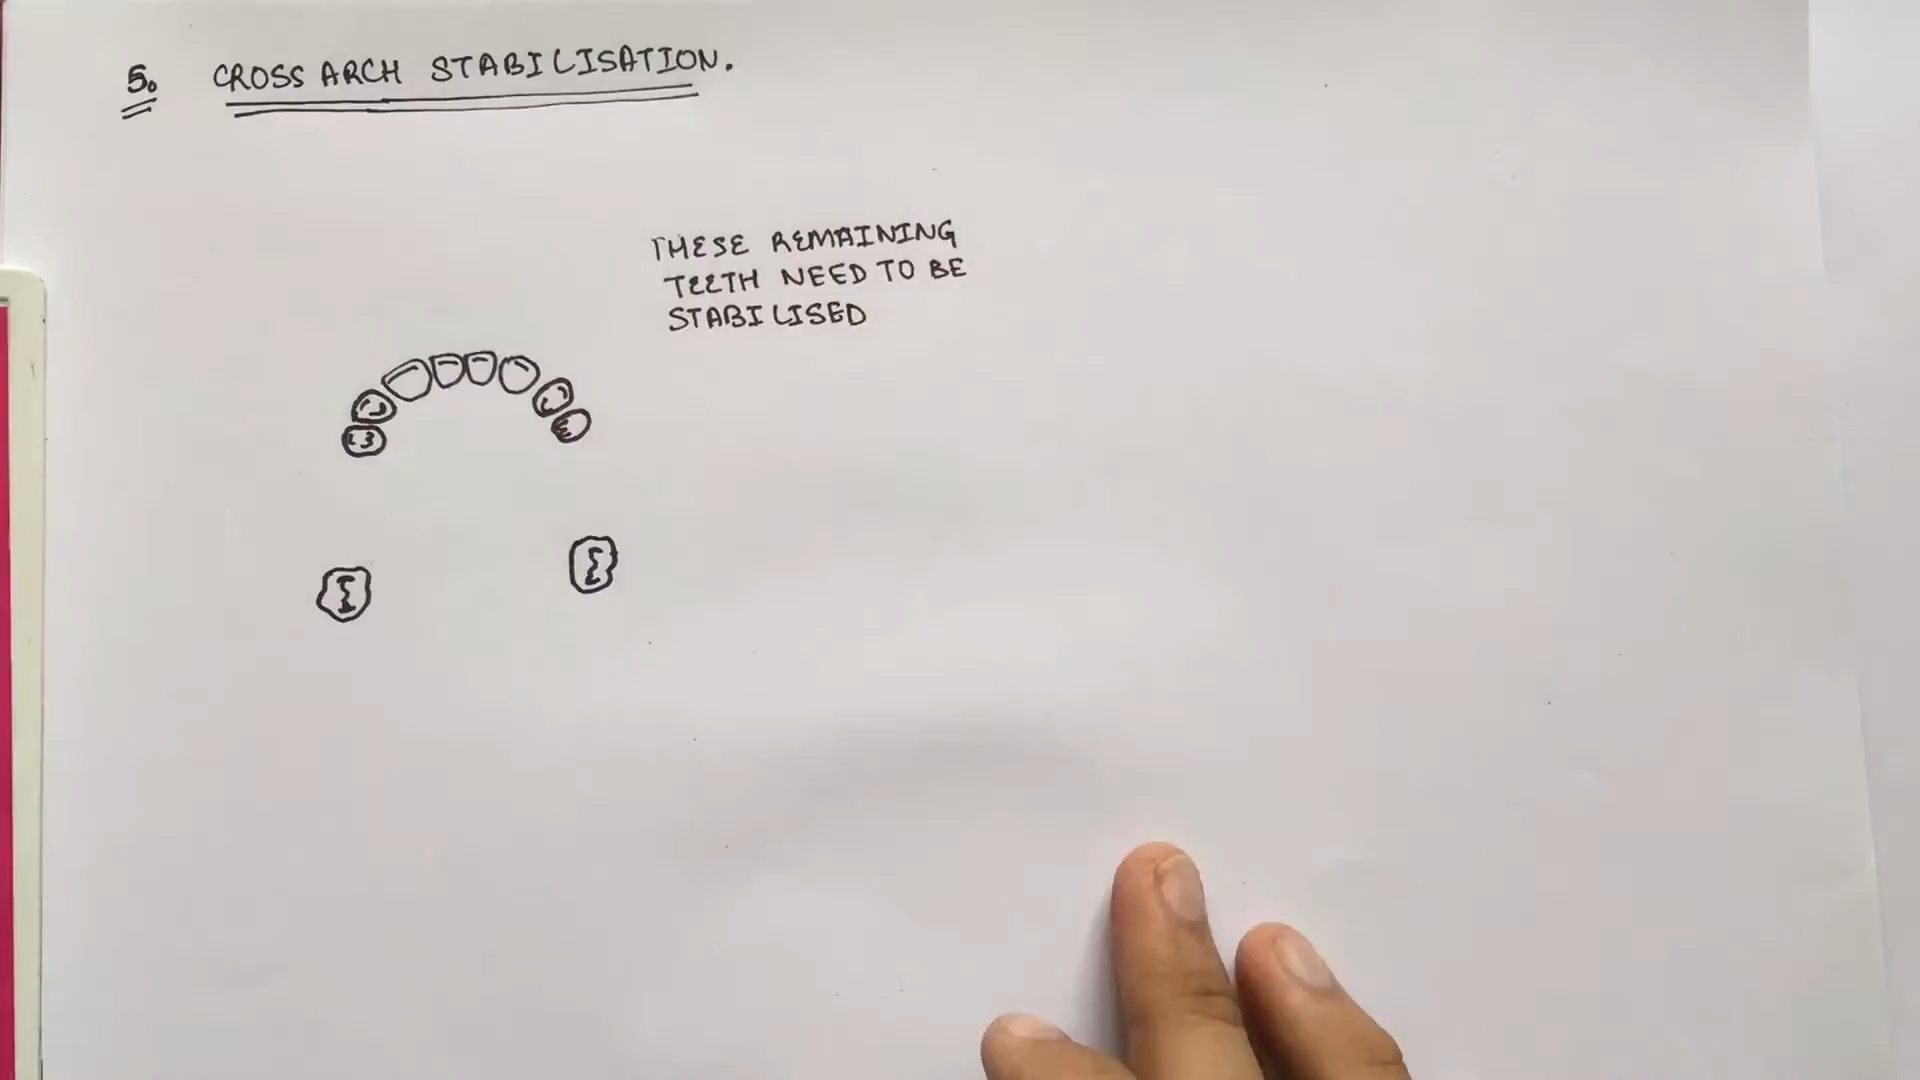 5. CROSS ARCH STABILISATION.
THESE REMAINING
TEETH NEED TO BE
STABILISED